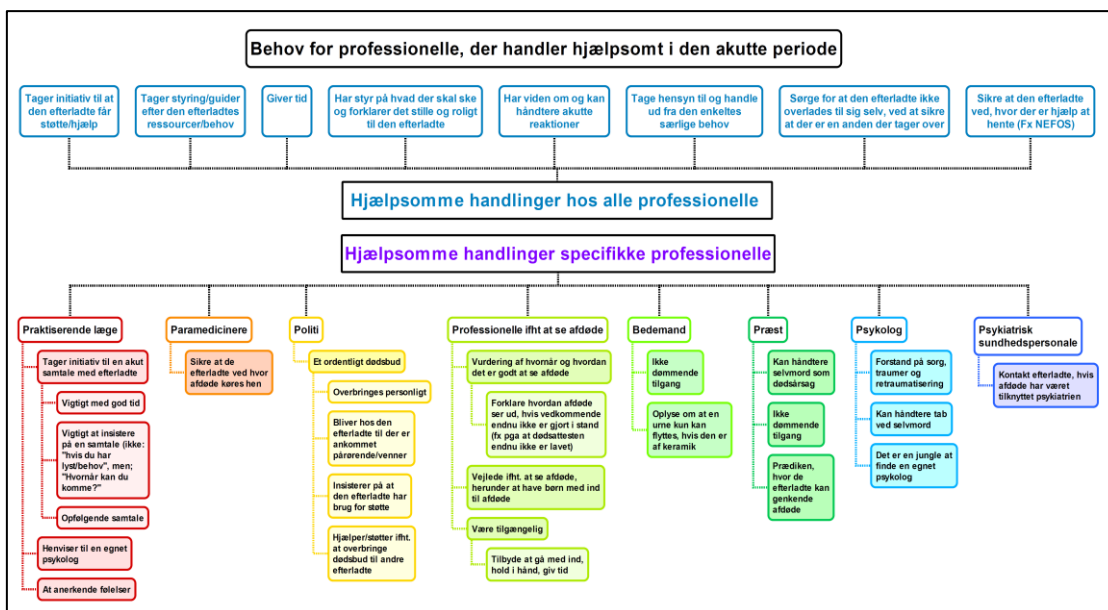 Behov for professionelle, der handler hjælpsomt i den akutte periode
Tager initiativ til at
den efterladte får
støtte/hjælp
Tager styring/guider
efter den efterladtes
ressourcer/behov
Giver tid
Har styr på hvad der skal ske
og forklarer det stille og roligt
til den efterladte
Har viden om og kan
håndtere akutte
reaktioner
Tage hensyn til og handle
ud fra den enkeltes
særlige behov
Sørge for at den efterladte ikke
overlades til sig selv, ved at sikre
at der er en anden der tager over
Sikre at den efterladte
ved, hvor der er hjælp at
hente (Fx NEFOS)
Hjælpsomme handlinger hos alle professionelle
Hjælpsomme handlinger specifikke professionelle
Praktiserende læge
Tager initiativ til en akut
samtale med efterladte
Vigtigt med god tid
Vigtigt at insistere
på en samtale (ikke:
"hvis du har
lyst/behov", men;
"Hvornår kan du
komme?"
Opfølgende samtale
Henviser til en egnet
psykolog
At anerkende følelser
Paramedicinere
Sikre at de
efterladte ved hvor
afdøde køres hen
Politi
Et ordentligt dødsbud
Overbringes personligt
Bliver hos den
efterladte til der er
ankommet
pårørende/venner
Insisterer på at
den efterladte har
brug for støtte
Hjælper/støtter ifht.
at overbringe
dødsbud til andre
efterladte
Professionelle ifht at se afdøde
Vurdering af hvornår og hvordan
det er godt at se afdøde
Forklare hvordan afdøde
ser ud, hvis vedkommende
endnu ikke er gjort i stand
(fx pga at dødsattesten
endnu ikke er lavet)
Vejlede ifht. at se afdøde,
herunder at have børn med ind
til afdøde
Være tilgængelig
Tilbyde at gå med ind,
hold i hånd, giv tid
Bedemand
Ikke
dømmende
tilgang
Oplyse om at en
urne kun kan
flyttes, hvis den er
af keramik
Præst
Kan håndtere
selvmord som
dødsårsag
Ikke
dømmende
tilgang
Prædiken,
hvor de
efterladte kan
genkende
afdøde
Psykolog
Forstand på sorg,
traumer og
retraumatisering
Kan håndtere tab
ved selvmord
Det er en jungle at
finde en egnet
psykolog
Psykiatrisk
sundhedspersonale
Kontakt efterladte, hvis
afdøde har været
tilknyttet psykiatrien